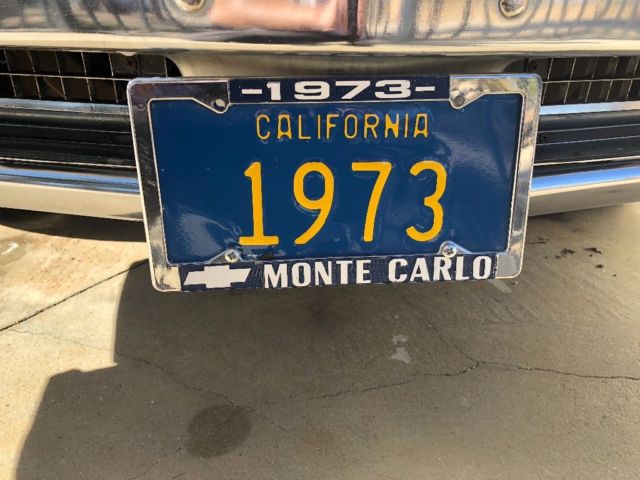 -1973-
CALIFORNIA
1973
MONTE CARLO